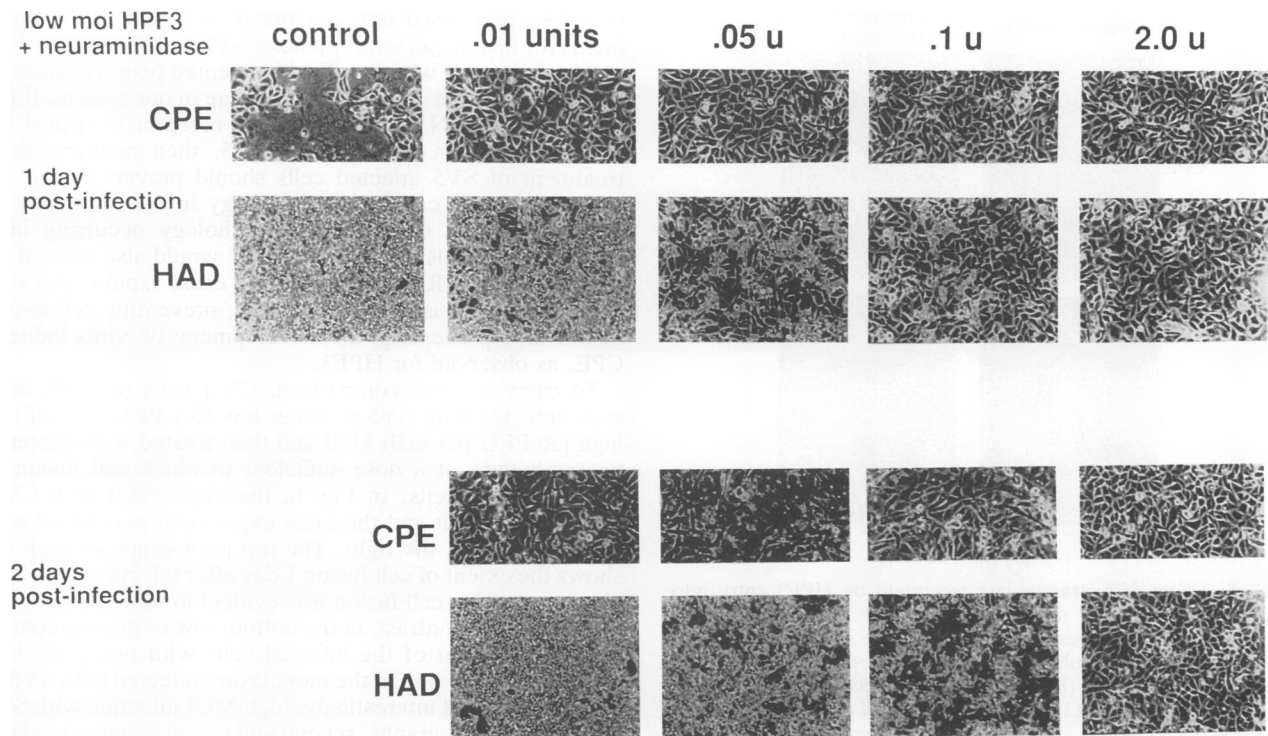 low moi HPF3
+ neuraminidase
control
.01 units
.05 u
.1 u
2.0 u
CPE
1 day
post-infection
HAD
CPE
2 days
post-infection
HAD